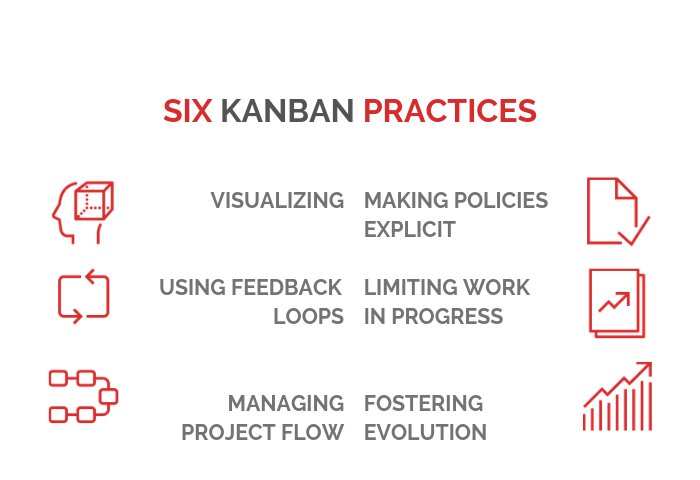 SIX KANBAN PRACTICES
VISUALIZING
MAKING POLICIES
EXPLICIT
USING FEEDBACK
LOOPS
LIMITING WORK
IN PROGRESS
MANAGING
PROJECT FLOW
FOSTERING
EVOLUTION